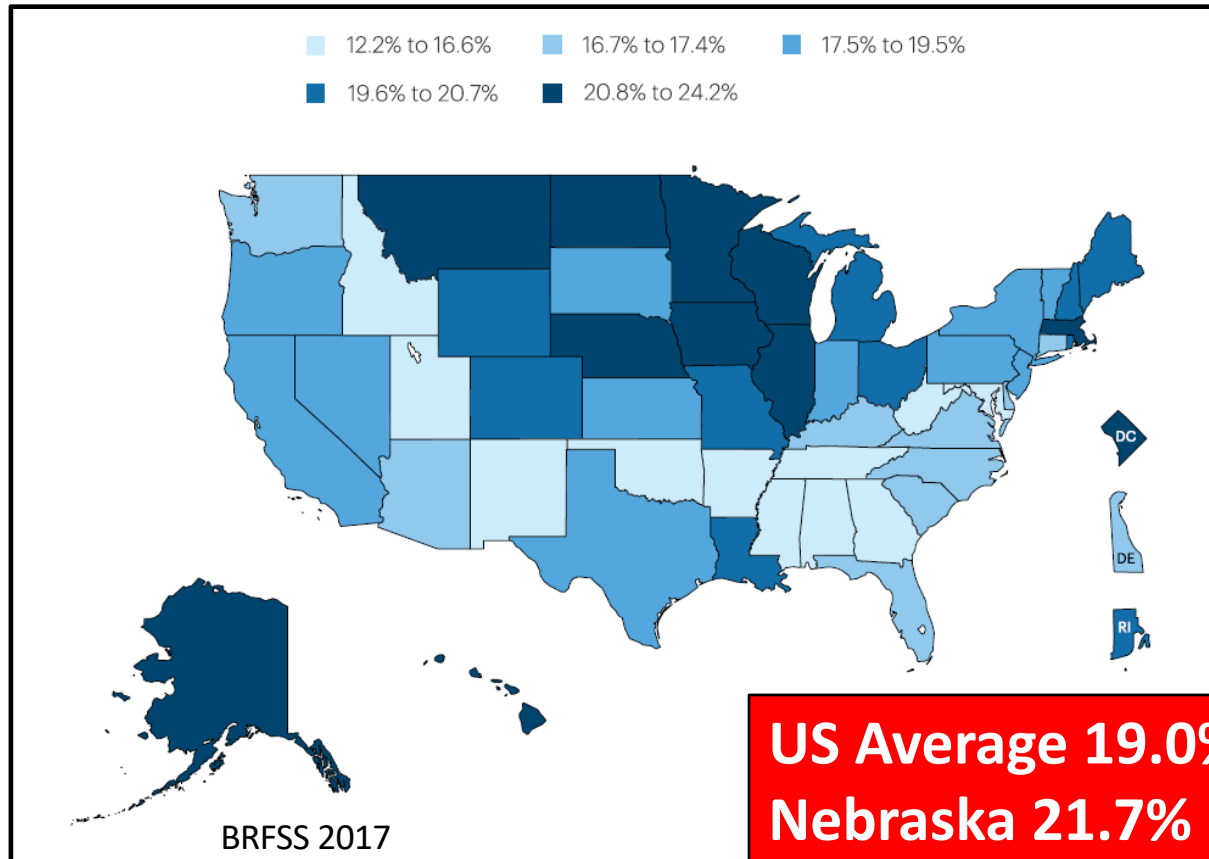 12.2% to 16.6% 16.7% to 17.4% 17.5% to 19.5%
19.6% to 20.7% 20.8% to 24.2%
DC
DE
RI
US Average 19.0%
Nebraska 21.7%
BRFSS 2017